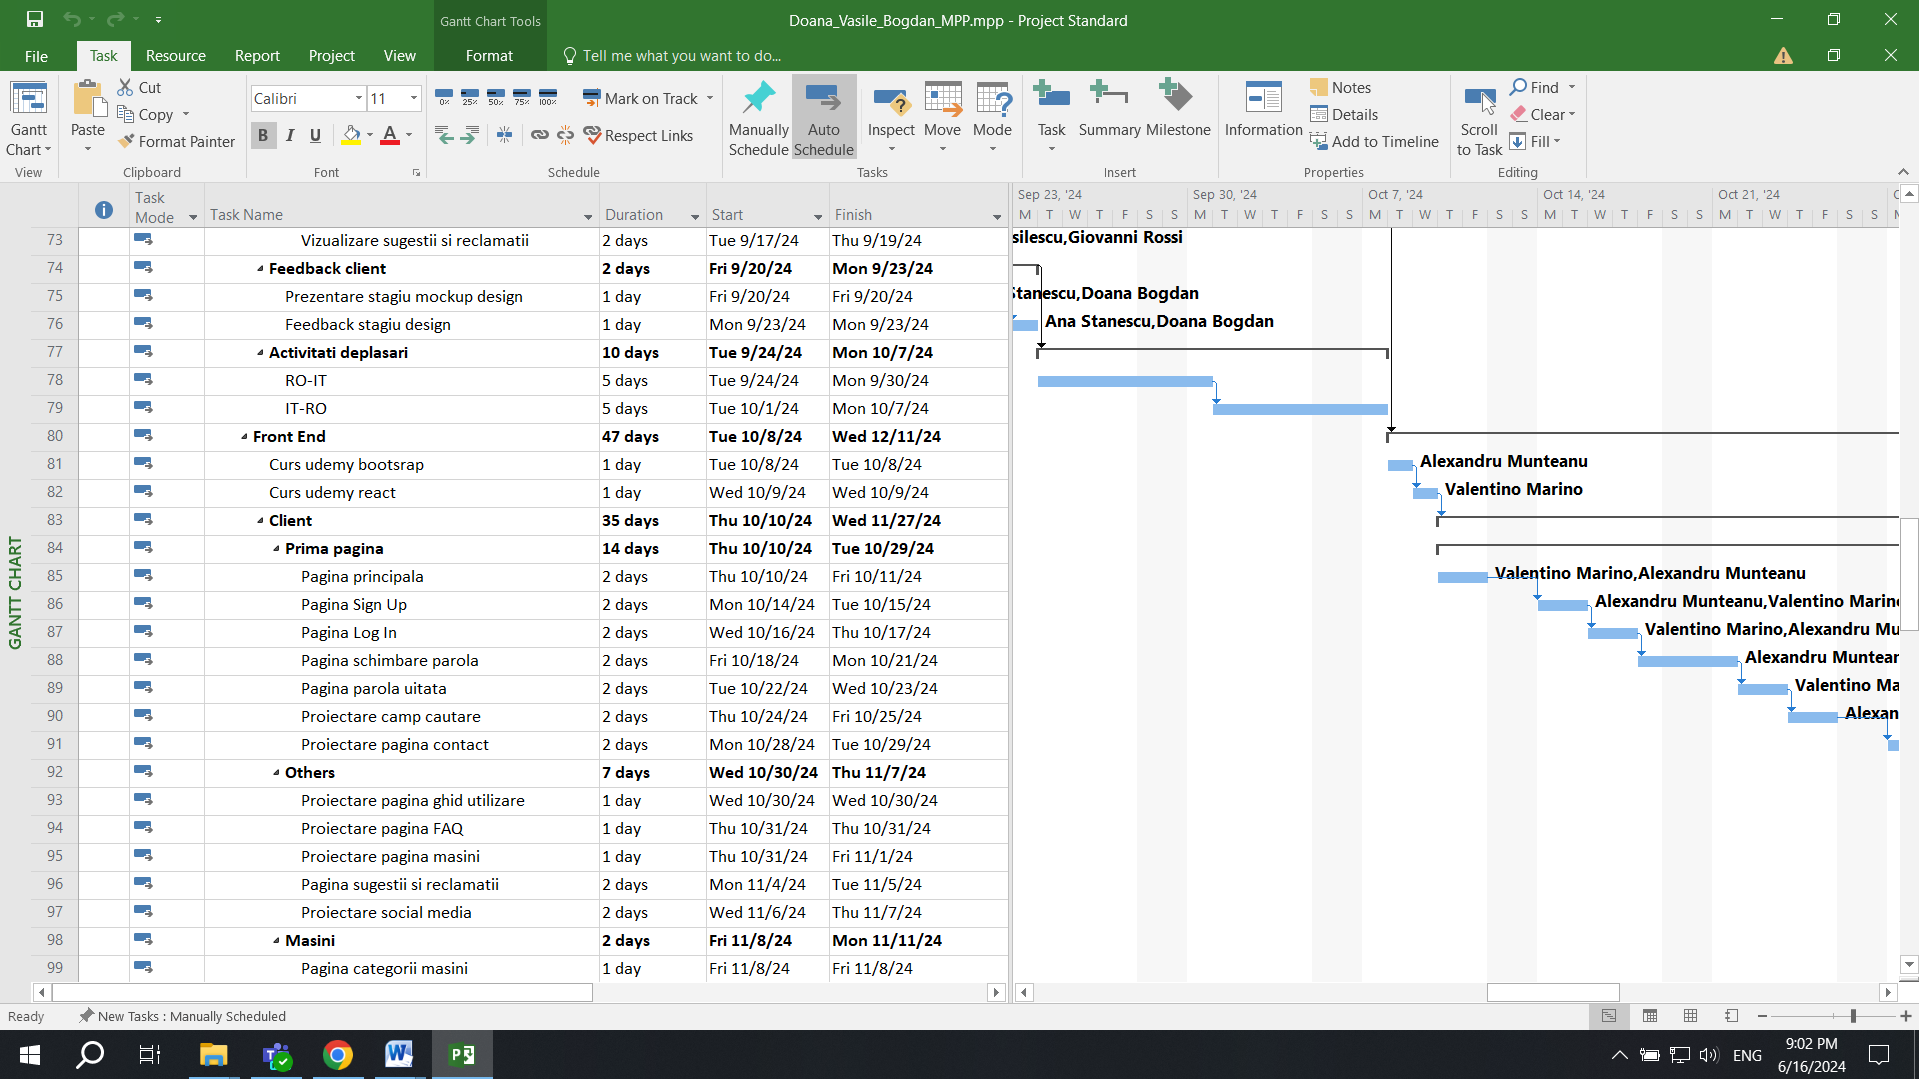 Gantt Chart Tools
Doana_Vasile_Bogdan_MPP.mpp - Project Standard
File Task Resource Report Project View Format Tell me what you want to do...
Gantt Chart
View
Paste
Cut
Copy
Format Painter
Clipboard
Calibri 11
B I U A
Font
0% 25% 50% 75% 100%
Mark on Track
Respect Links
Schedule
Manually Schedule
Auto Schedule
Inspect
Move
Mode
Tasks
Task
Summary
Milestone
Insert
Information
Notes
Details
Add to Timeline
Properties
Scroll to Task
Find
Clear
Fill
Editing
GANTT CHART
Task Mode Task Name Duration Start Finish
Sep 23, '24 Sep 30, '24 Oct 7, '24 Oct 14, '24 Oct 21, '24
M T W T F S S M T W T F S S M T W T F S S M T W T F S S M T W T F S S
73 Vizualizare sugestii si reclamatii 2 days Tue 9/17/24 Thu 9/19/24
74 Feedback client 2 days Fri 9/20/24 Mon 9/23/24
75 Prezentare stagiu mockup design 1 day Fri 9/20/24 Fri 9/20/24
76 Feedback stagiu design 1 day Mon 9/23/24 Mon 9/23/24
77 Activitati deplasari 10 days Tue 9/24/24 Mon 10/7/24
78 RO-IT 5 days Tue 9/24/24 Mon 9/30/24
79 IT-RO 5 days Tue 10/1/24 Mon 10/7/24
80 Front End 47 days Tue 10/8/24 Wed 12/11/24
81 Curs udemy bootsrap 1 day Tue 10/8/24 Tue 10/8/24
82 Curs udemy react 1 day Wed 10/9/24 Wed 10/9/24
83 Client 35 days Thu 10/10/24 Wed 11/27/24
84 Prima pagina 14 days Thu 10/10/24 Tue 10/29/24
85 Pagina principala 2 days Thu 10/10/24 Fri 10/11/24
86 Pagina Sign Up 2 days Mon 10/14/24 Tue 10/15/24
87 Pagina Log In 2 days Wed 10/16/24 Thu 10/17/24
88 Pagina schimbare parola 2 days Fri 10/18/24 Mon 10/21/24
89 Pagina parola uitata 2 days Tue 10/22/24 Wed 10/23/24
90 Proiectare camp cautare 2 days Thu 10/24/24 Fri 10/25/24
91 Proiectare pagina contact 2 days Mon 10/28/24 Tue 10/29/24
92 Others 7 days Wed 10/30/24 Thu 11/7/24
93 Proiectare pagina ghid utilizare 1 day Wed 10/30/24 Wed 10/30/24
94 Proiectare pagina FAQ 1 day Thu 10/31/24 Thu 10/31/24
95 Proiectare pagina masini 1 day Thu 10/31/24 Fri 11/1/24
96 Pagina sugestii si reclamatii 2 days Mon 11/4/24 Tue 11/5/24
97 Proiectare social media 2 days Wed 11/6/24 Thu 11/7/24
98 Masini 2 days Fri 11/8/24 Mon 11/11/24
99 Pagina categorii masini 1 day Fri 11/8/24 Fri 11/8/24
silescu,Giovanni Rossi
Stanescu,Doana Bogdan
Ana Stanescu,Doana Bogdan
Alexandru Munteanu
Valentino Marino
Valentino Marino,Alexandru Munteanu
Alexandru Munteanu,Valentino Marino
Valentino Marino,Alexandru Mu
Alexandru Muntean
Valentino Ma
Alexan
Ready New Tasks : Manually Scheduled
ENG
9:02 PM
6/16/2024